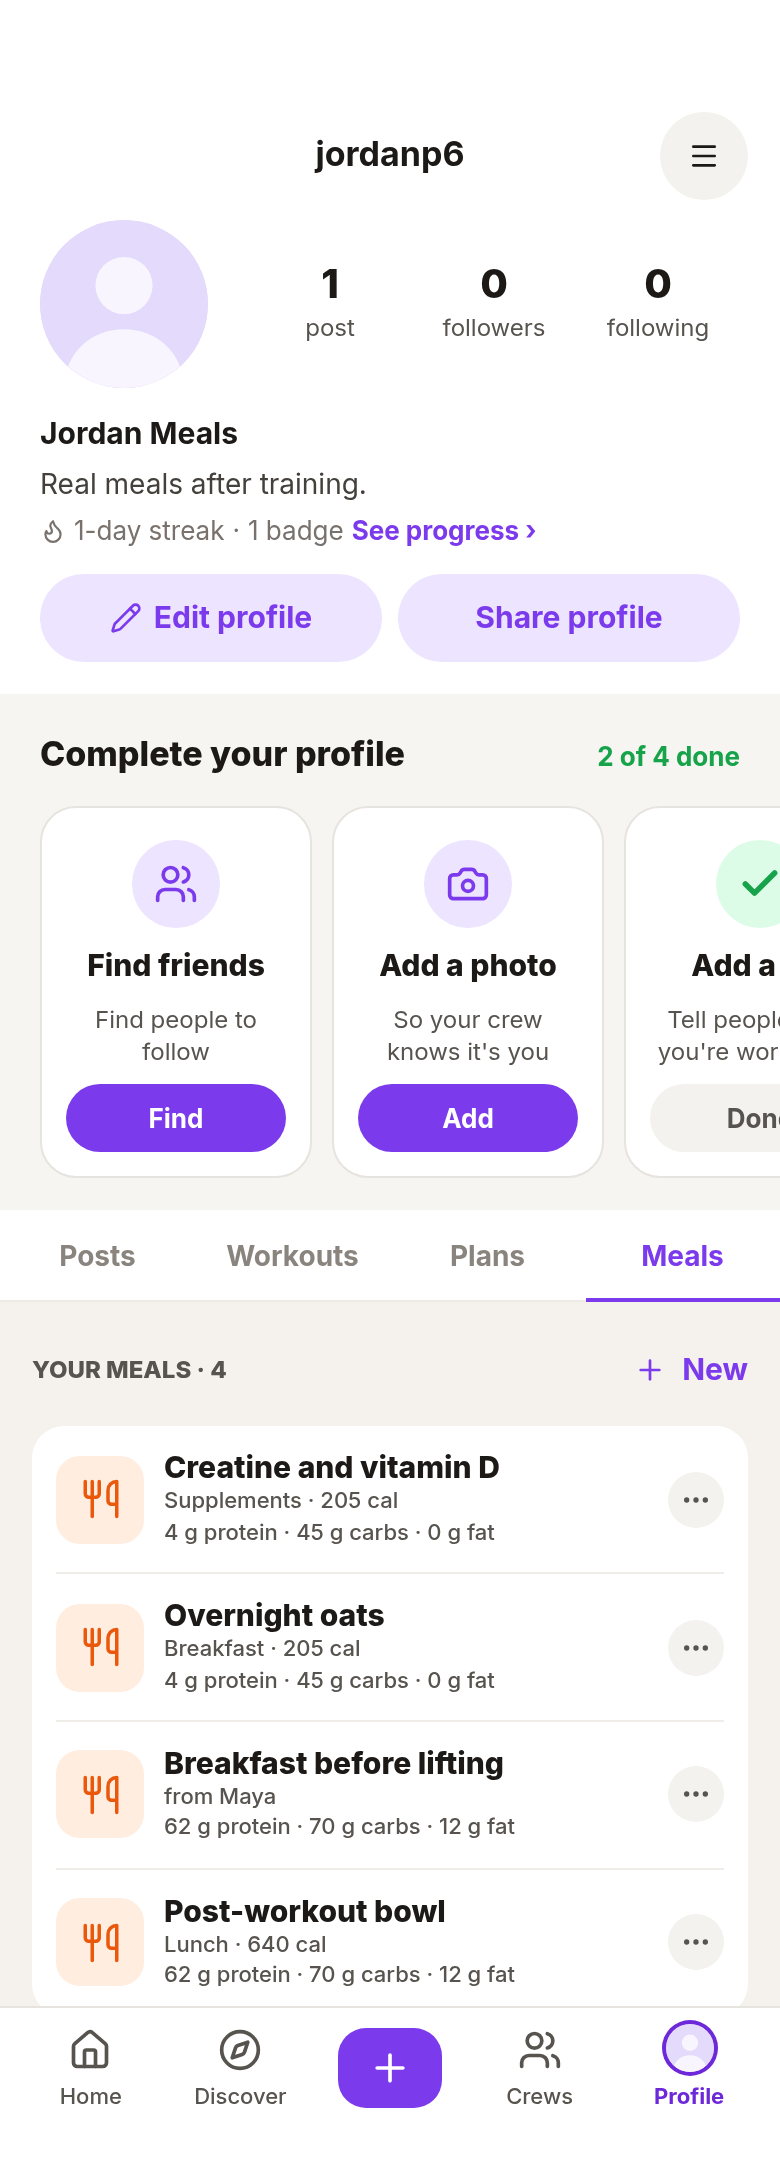 jordanp6
1
post
0
followers
0
following
Jordan Meals
Real meals after training.
1-day streak · 1 badge See progress ›
Edit profile
Share profile
Complete your profile
2 of 4 done
Find friends
Find people to
follow
Find
Add a photo
So your crew
knows it's you
Add
Add a
Tell people
you're wor
Done
Posts
Workouts
Plans
Meals
YOUR MEALS · 4
+ New
Creatine and vitamin D
Supplements · 205 cal
4 g protein · 45 g carbs · 0 g fat
Overnight oats
Breakfast · 205 cal
4 g protein · 45 g carbs · 0 g fat
Breakfast before lifting
from Maya
62 g protein · 70 g carbs · 12 g fat
Post-workout bowl
Lunch · 640 cal
62 g protein · 70 g carbs · 12 g fat
Home
Discover
Crews
Profile